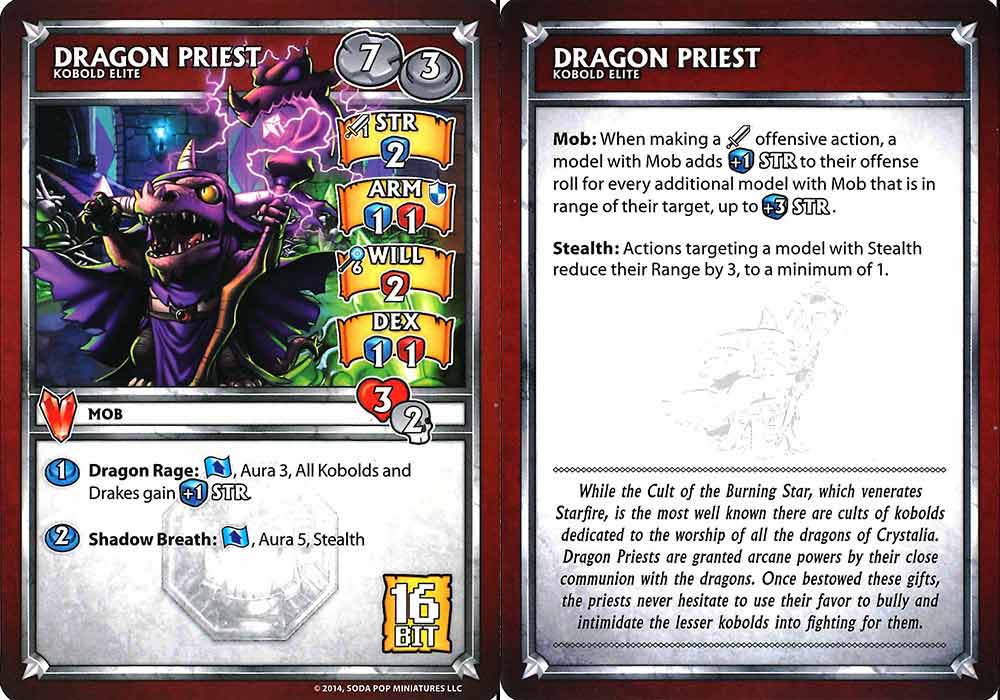 DRAGON PRIEST
KOBOLD ELITE
7
3
STR
1
2
ARM
1 1
WILL
6
2
DEX
1 1
MOB
3
2
1 Dragon Rage: , Aura 3, All Kobolds and
Drakes gain +1 STR
2 Shadow Breath: , Aura 5, Stealth
16
BIT
© 2014, SODA POP MINIATURES LLC
DRAGON PRIEST
KOBOLD ELITE
Mob: When making a offensive action, a
model with Mob adds +1 STR to their offense
roll for every additional model with Mob that is in
range of their target, up to +3 STR.
Stealth: Actions targeting a model with Stealth
reduce their Range by 3, to a minimum of 1.
While the Cult of the Burning Star, which venerates
Starfire, is the most well known there are cults of kobolds
dedicated to the worship of all the dragons of Crystalia.
Dragon Priests are granted arcane powers by their close
communion with the dragons. Once bestowed these gifts,
the priests never hesitate to use their favor to bully and
intimidate the lesser kobolds into fighting for them.